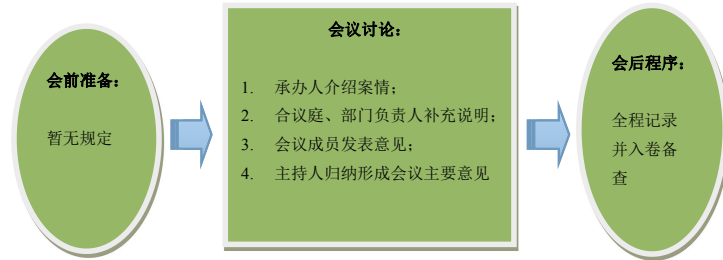 会前准备：
暂无规定
会议讨论：
1. 承办人介绍案情；
2. 合议庭、部门负责人补充说明；
3. 会议成员发表意见；
4. 主持人归纳形成会议主要意见
会后程序：
全程记录
并入卷备
查